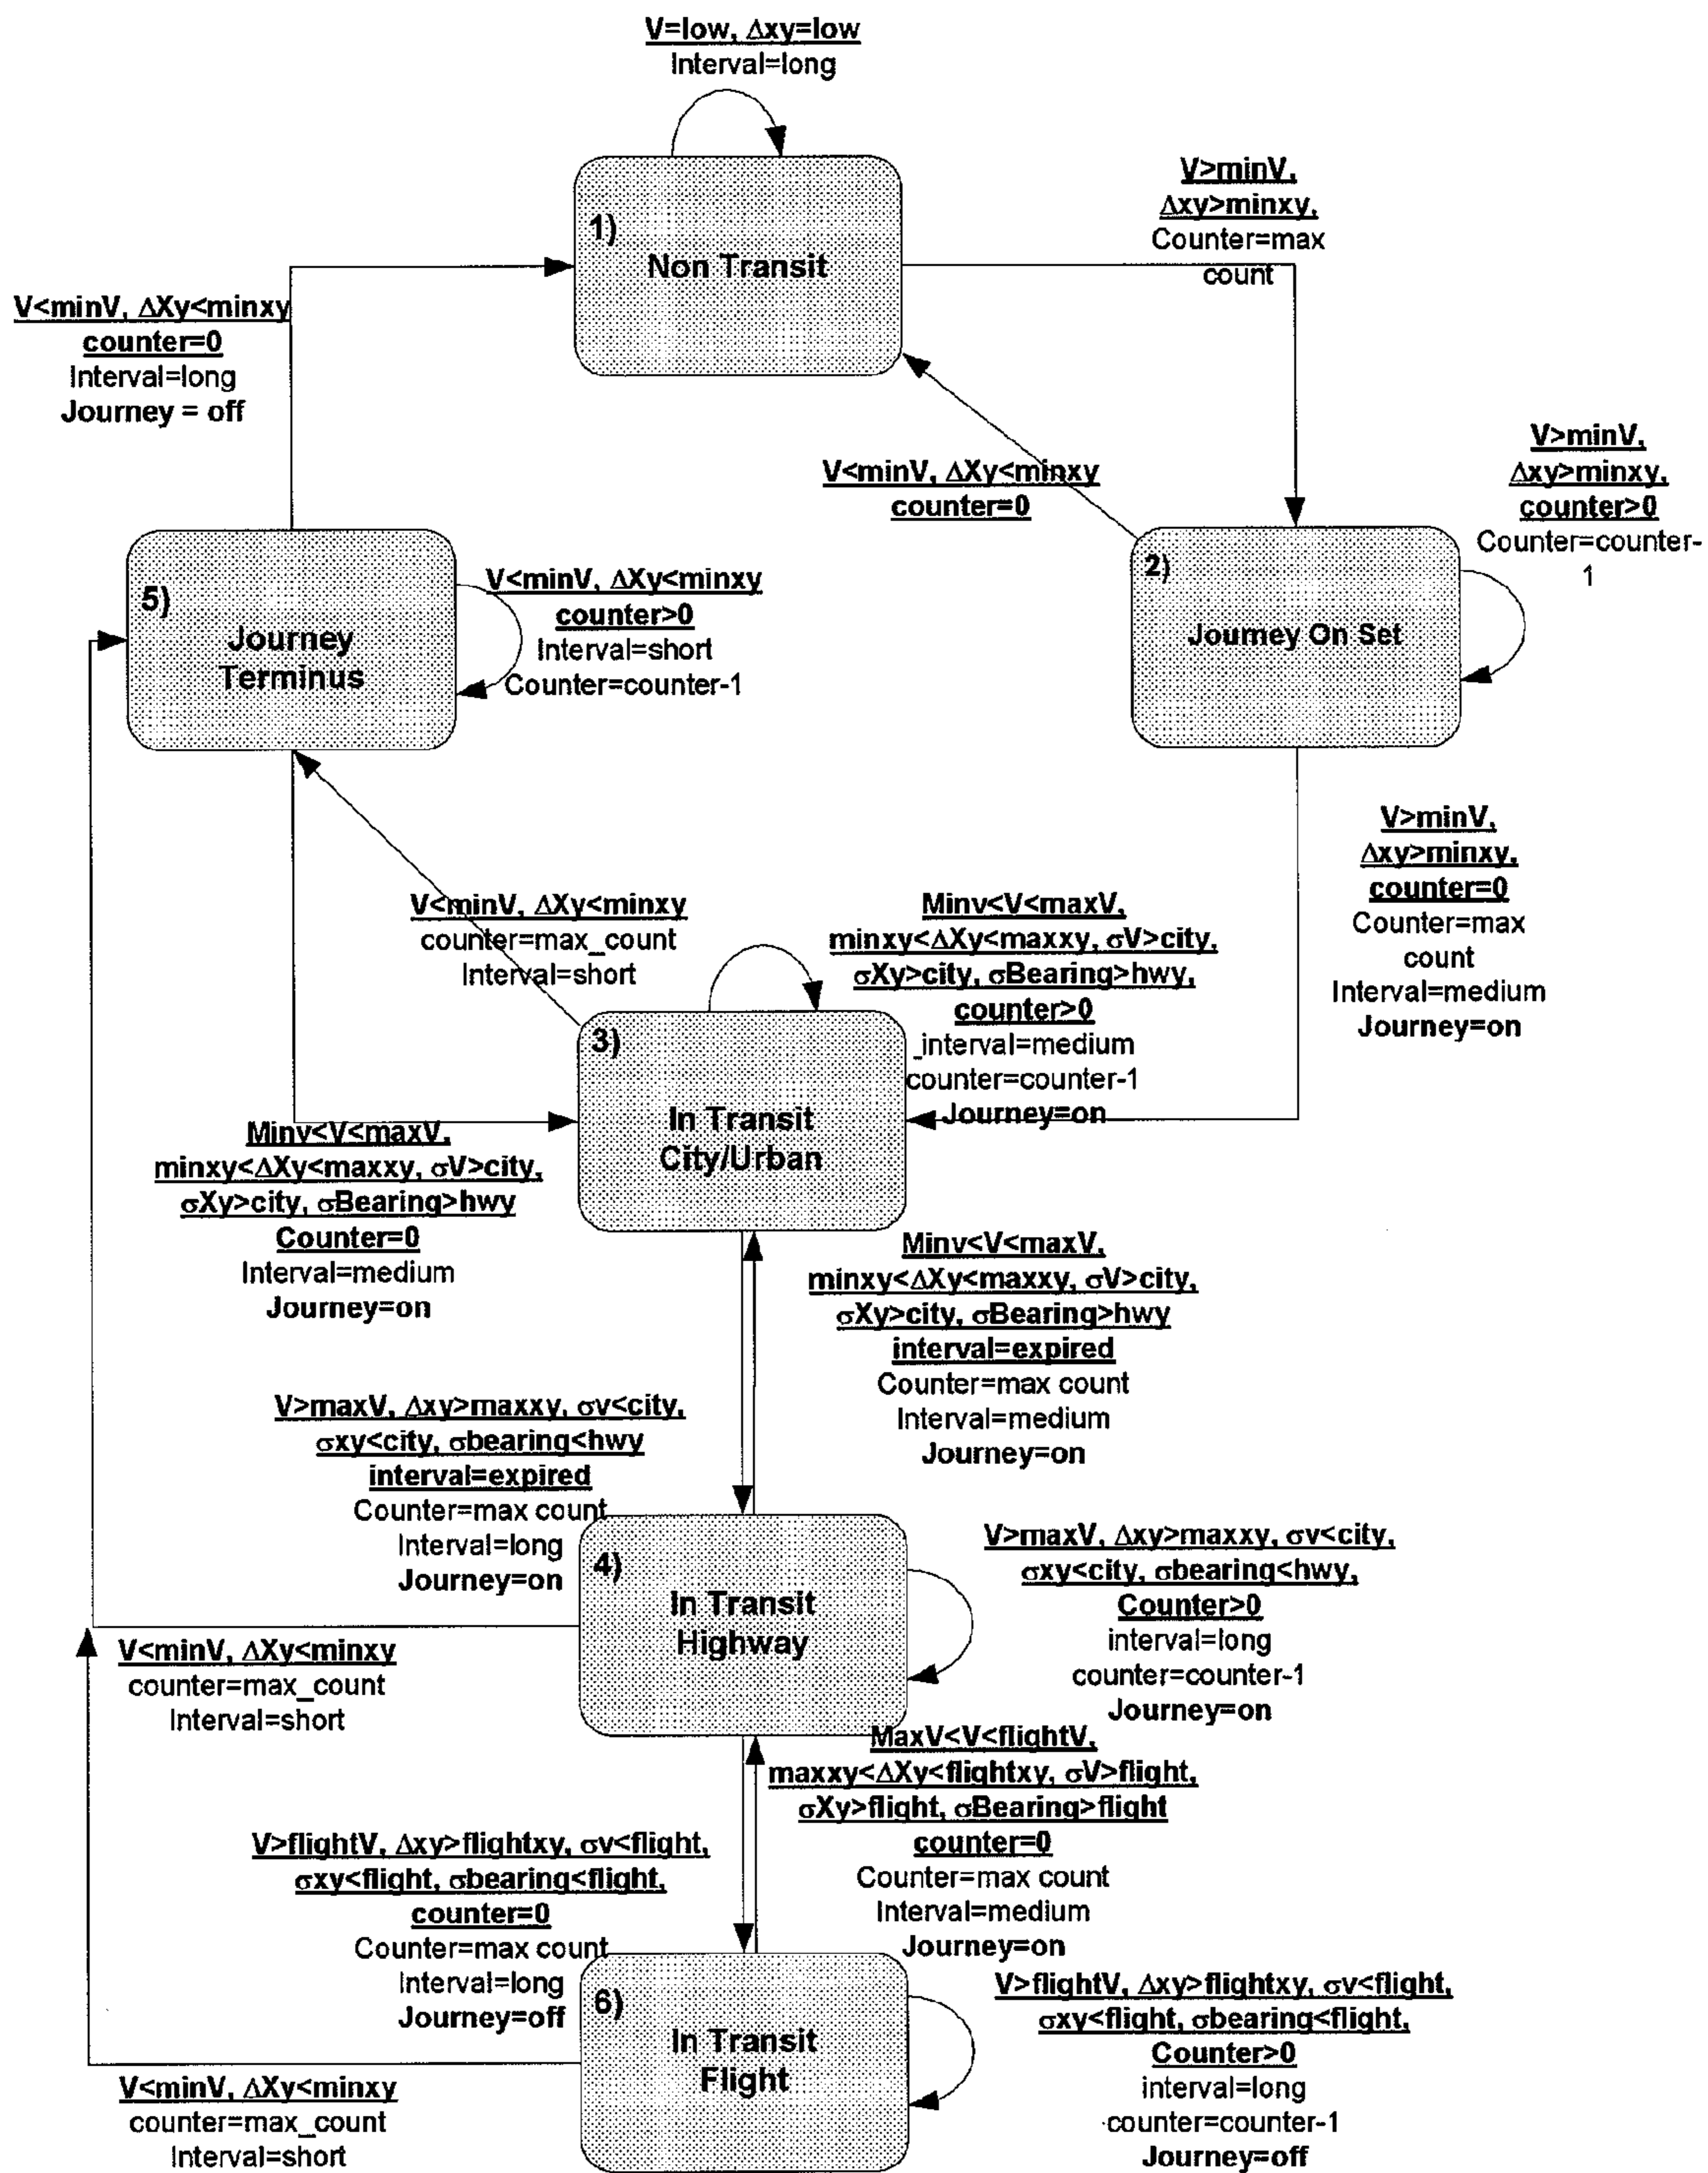 V=low, Δxy=low
Interval=long
1)
Non Transit
V>minV,
Δxy>minxy,
Counter=max
count
V<minV, ΔXy<minxy
counter=0
Interval=long
Journey = off
V<minV, ΔXy<minxy
counter=0
V>minV,
Δxy>minxy,
counter>0
Counter=counter-
1
2)
Journey On Set
5)
Journey
Terminus
V<minV, ΔXy<minxy
counter>0
Interval=short
Counter=counter-1
V>minV,
Δxy>minxy,
counter=0
Counter=max
count
Interval=medium
Journey=on
V<minV, ΔXy<minxy
counter=max_count
Interval=short
Minv<V<maxV,
minxy<ΔXy<maxxy, σV>city,
σXy>city, σBearing>hwy,
counter>0
_interval=medium
counter=counter-1
Journey=on
3)
In Transit
City/Urban
Minv<V<maxV,
minxy<ΔXy<maxxy, σV>city,
σXy>city, σBearing>hwy
Counter=0
Interval=medium
Journey=on
Minv<V<maxV,
minxy<ΔXy<maxxy, σV>city,
σXy>city, σBearing>hwy
interval=expired
Counter=max count
Interval=medium
Journey=on
V>maxV, Δxy>maxxy, σv<city,
σxy<city, σbearing<hwy
interval=expired
Counter=max count
Interval=long
Journey=on
4)
In Transit
Highway
V>maxV, Δxy>maxxy, σv<city,
σxy<city, σbearing<hwy,
Counter>0
interval=long
counter=counter-1
Journey=on
V<minV, ΔXy<minxy
counter=max_count
Interval=short
MaxV<V<flightV,
maxxy<ΔXy<flightxy, σV>flight,
σXy>flight, σBearing>flight
counter=0
Counter=max count
Interval=medium
Journey=on
V>flightV, Δxy>flightxy, σv<flight,
σxy<flight, σbearing<flight,
counter=0
Counter=max count
Interval=long
Journey=off
6)
In Transit
Flight
V>flightV, Δxy>flightxy, σv<flight,
σxy<flight, σbearing<flight,
Counter>0
interval=long
counter=counter-1
Journey=off
V<minV, ΔXy<minxy
counter=max_count
Interval=short